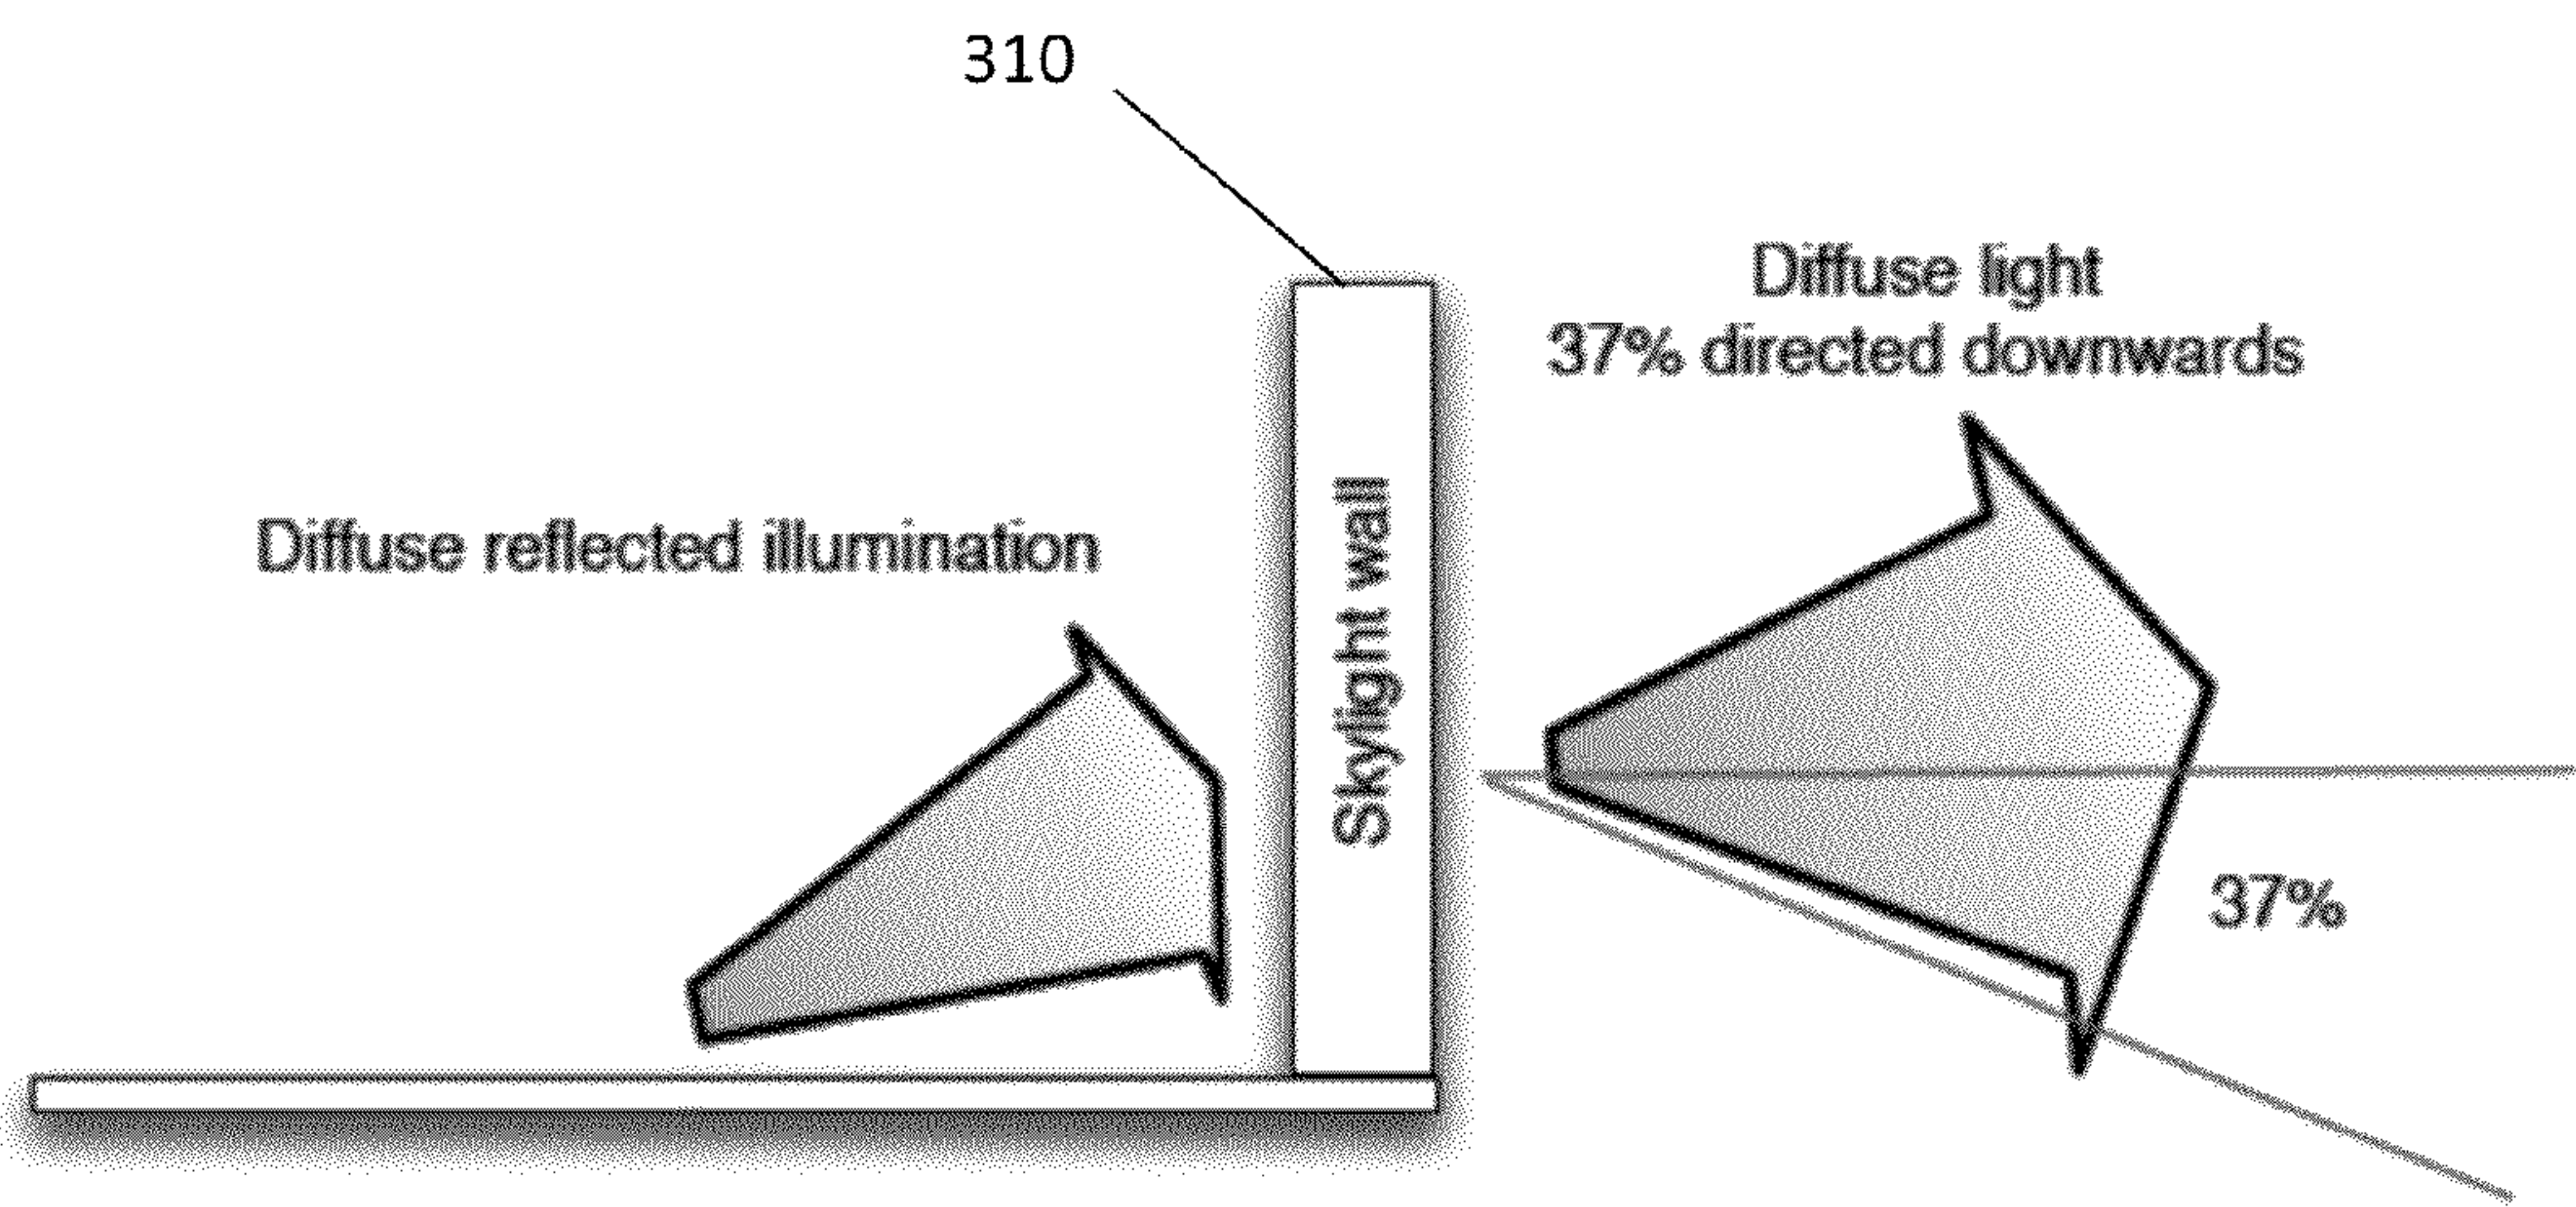 310
Diffuse light
37% directed downwards
Diffuse reflected illumination
Skylight wall
37%